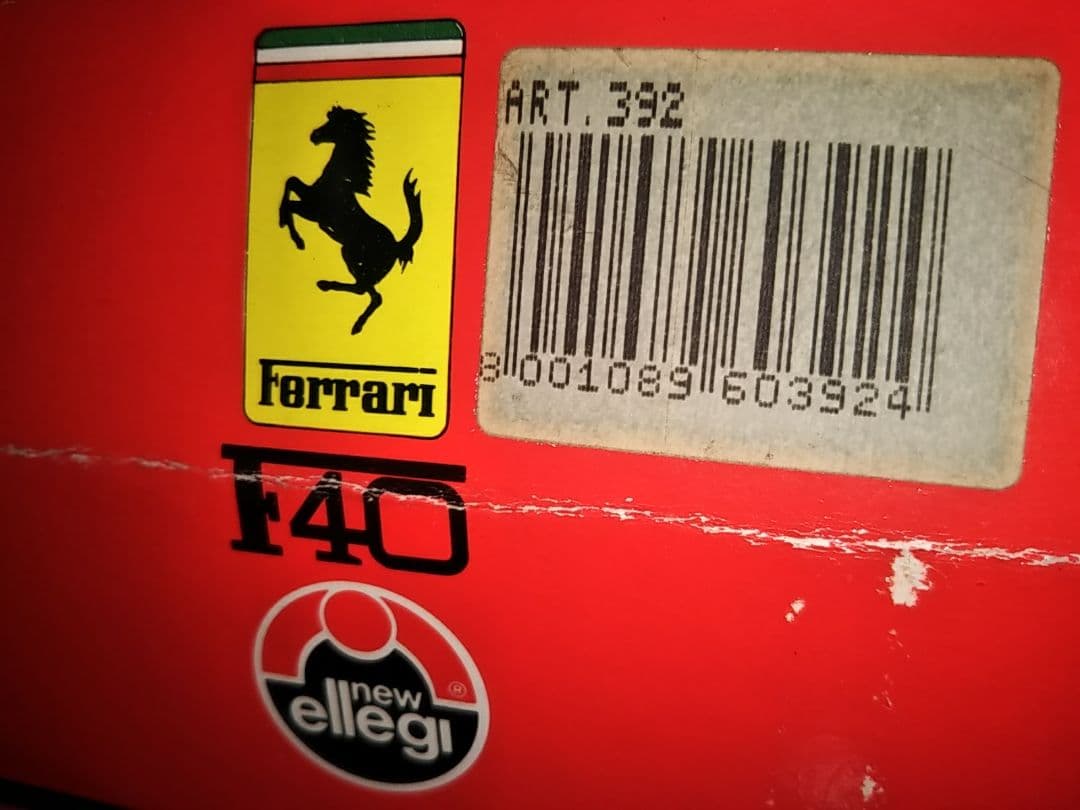 Ferrari
F40
new
ellegi
®
ART. 392
8 001089 603924